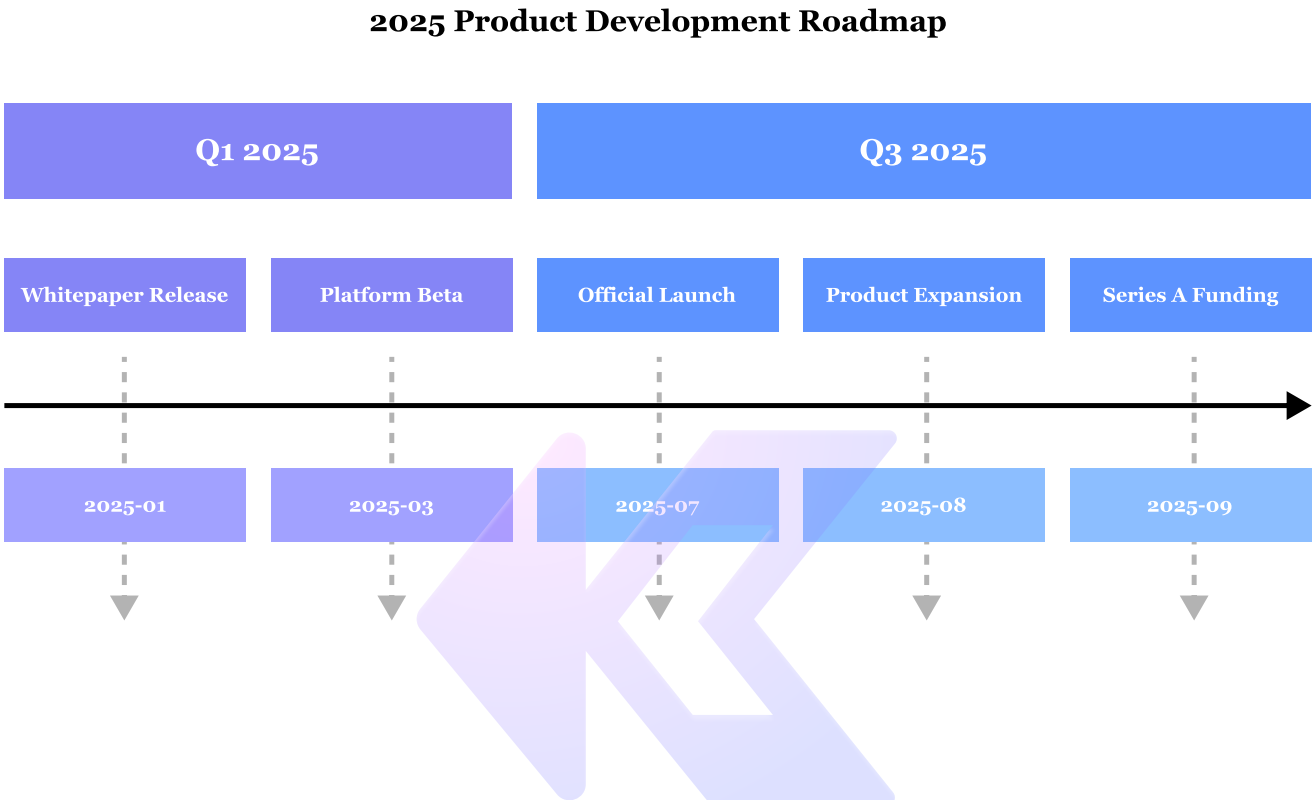 2025 Product Development Roadmap
Q1 2025
Q3 2025
Whitepaper Release
Platform Beta
Official Launch
Product Expansion
Series A Funding
2025-01
2025-03
2025-07
2025-08
2025-09